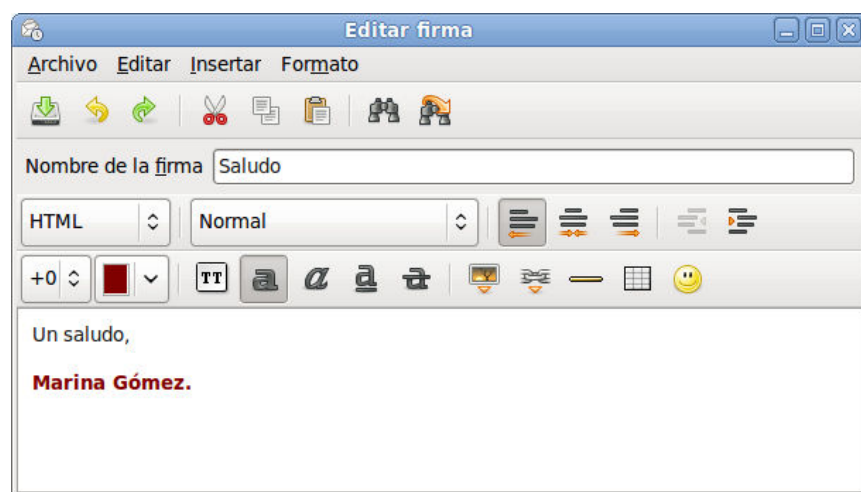 Editar firma
Archivo Editar Insertar Formato
Nombre de la firma Saludo
HTML Normal
+0 TT a a a a
Un saludo,
Marina Gómez.